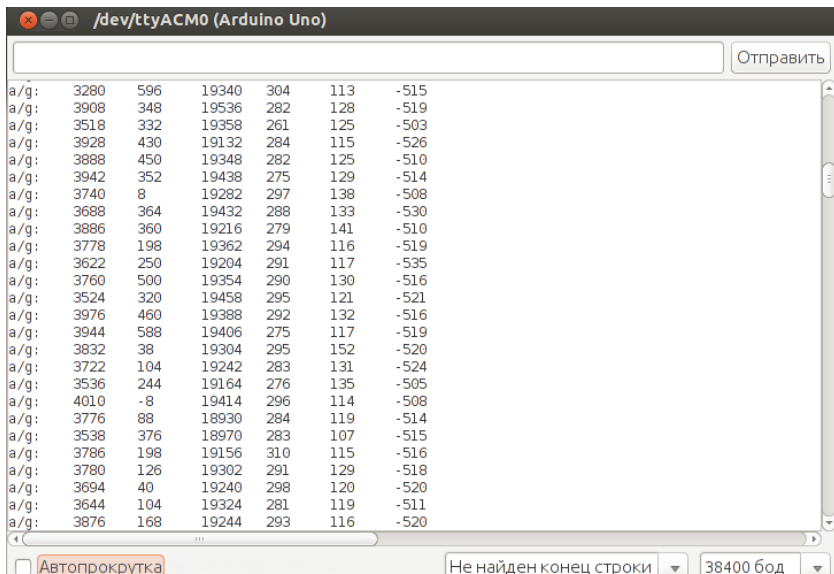 /dev/ttyACM0 (Arduino Uno)
Отправить
a/g: 3280 596 19340 304 113 -515
a/g: 3908 348 19536 282 128 -519
a/g: 3518 332 19358 261 125 -503
a/g: 3928 430 19132 284 115 -526
a/g: 3888 450 19348 282 125 -510
a/g: 3942 352 19438 275 129 -514
a/g: 3740 8 19282 297 138 -508
a/g: 3688 364 19432 288 133 -530
a/g: 3886 360 19216 279 141 -510
a/g: 3778 198 19362 294 116 -519
a/g: 3622 250 19204 291 117 -535
a/g: 3760 500 19354 290 130 -516
a/g: 3524 320 19458 295 121 -521
a/g: 3976 460 19388 292 132 -516
a/g: 3944 588 19406 275 117 -519
a/g: 3832 38 19304 295 152 -520
a/g: 3722 104 19242 283 131 -524
a/g: 3536 244 19164 276 135 -505
a/g: 4010 -8 19414 296 114 -508
a/g: 3776 88 18930 284 119 -514
a/g: 3538 376 18970 283 107 -515
a/g: 3786 198 19156 310 115 -516
a/g: 3780 126 19302 291 129 -518
a/g: 3694 40 19240 298 120 -520
a/g: 3644 104 19324 281 119 -511
a/g: 3876 168 19244 293 116 -520
Автопрокрутка Не найден конец строки 38400 бод